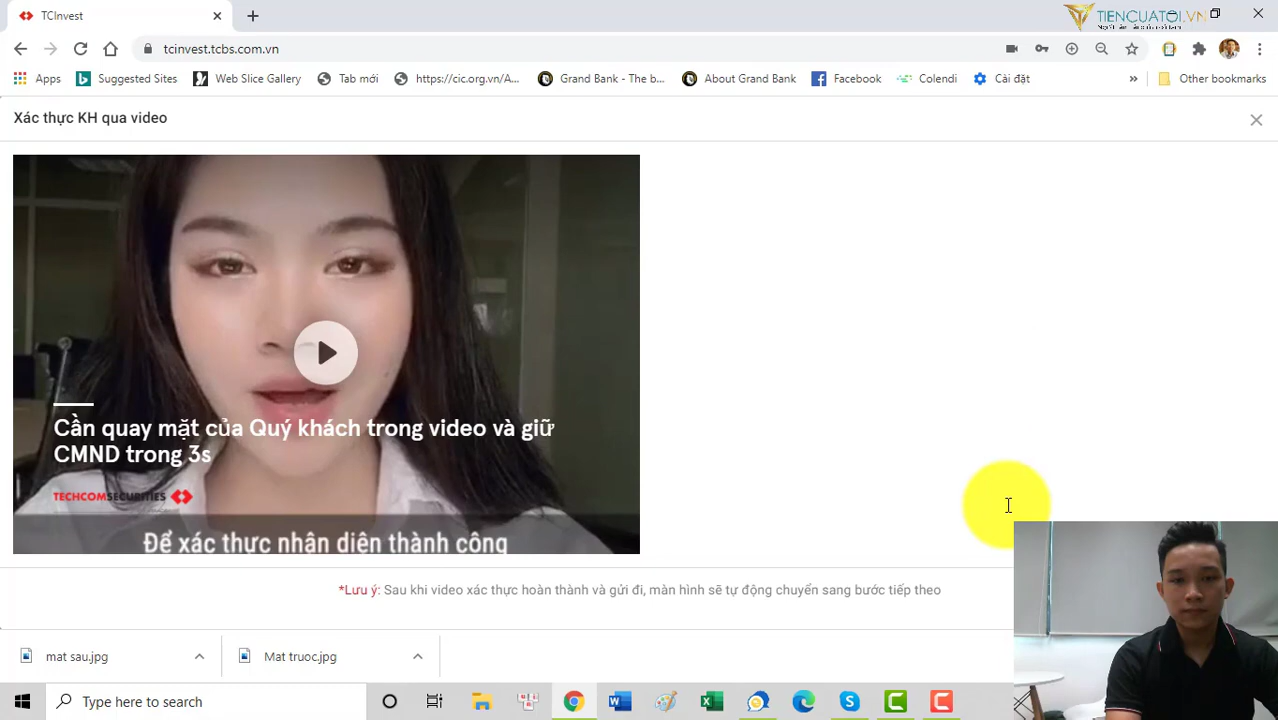 TCInvest
TIENCUATOI.VN
tcinvest.tcbs.com.vn
Apps
Suggested Sites
Web Slice Gallery
Tab mới
https://cic.org.vn/A...
Grand Bank - The b...
About Grand Bank
Facebook
Colendi
Cài đặt
»
Other bookmarks
Xác thực KH qua video
Cần quay mặt của Quý khách trong video và giữ
CMND trong 3s
TECHCOMSECURITIES
Để xác thực nhận diện thành công
*Lưu ý: Sau khi video xác thực hoàn thành và gửi đi, màn hình sẽ tự động chuyển sang bước tiếp theo
mat sau.jpg
Mat truoc.jpg
Type here to search